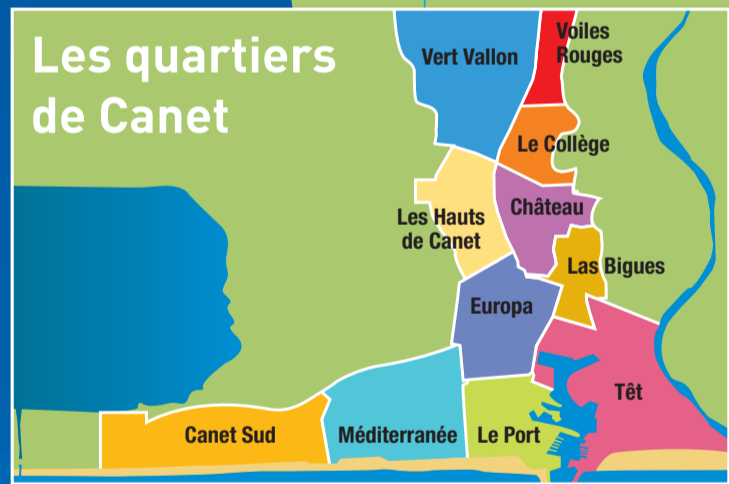 Les quartiers
de Canet
Vert Vallon
Voiles
Rouges
Le Collège
Château
Les Hauts
de Canet
Las Bigues
Europa
Têt
Canet Sud
Méditerranée
Le Port